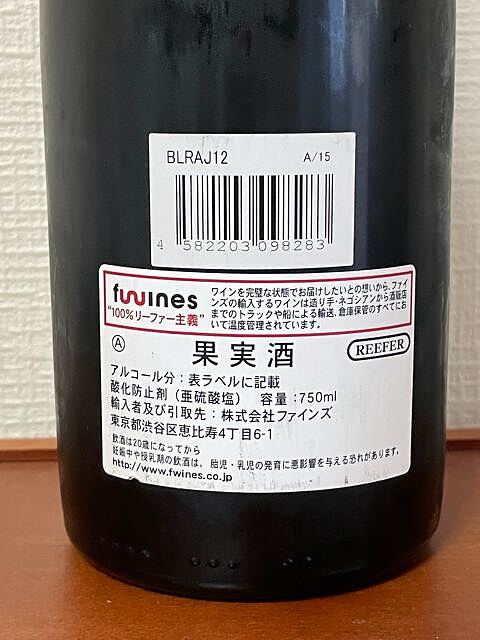 BLRAJ12 A/15
4 582203 098283
fwines
"100%リーファー主義"
ワインを完璧な状態でお届けしたいとの想いから、ファイ
ンズの輸入するワインは造り手・ネゴシアンから酒販店
までのトラックや船による輸送、倉庫保管のすべてにお
いて温度管理されています。
A 果実酒 REEFER
アルコール分：表ラベルに記載
酸化防止剤（亜硫酸塩） 容量：750ml
輸入者及び引取先：株式会社ファインズ
東京都渋谷区恵比寿4丁目6-1
飲酒は20歳になってから
妊娠中や授乳期の飲酒は、胎児・乳児の発育に悪影響を与える恐れがあります。
http://www.fwines.co.jp